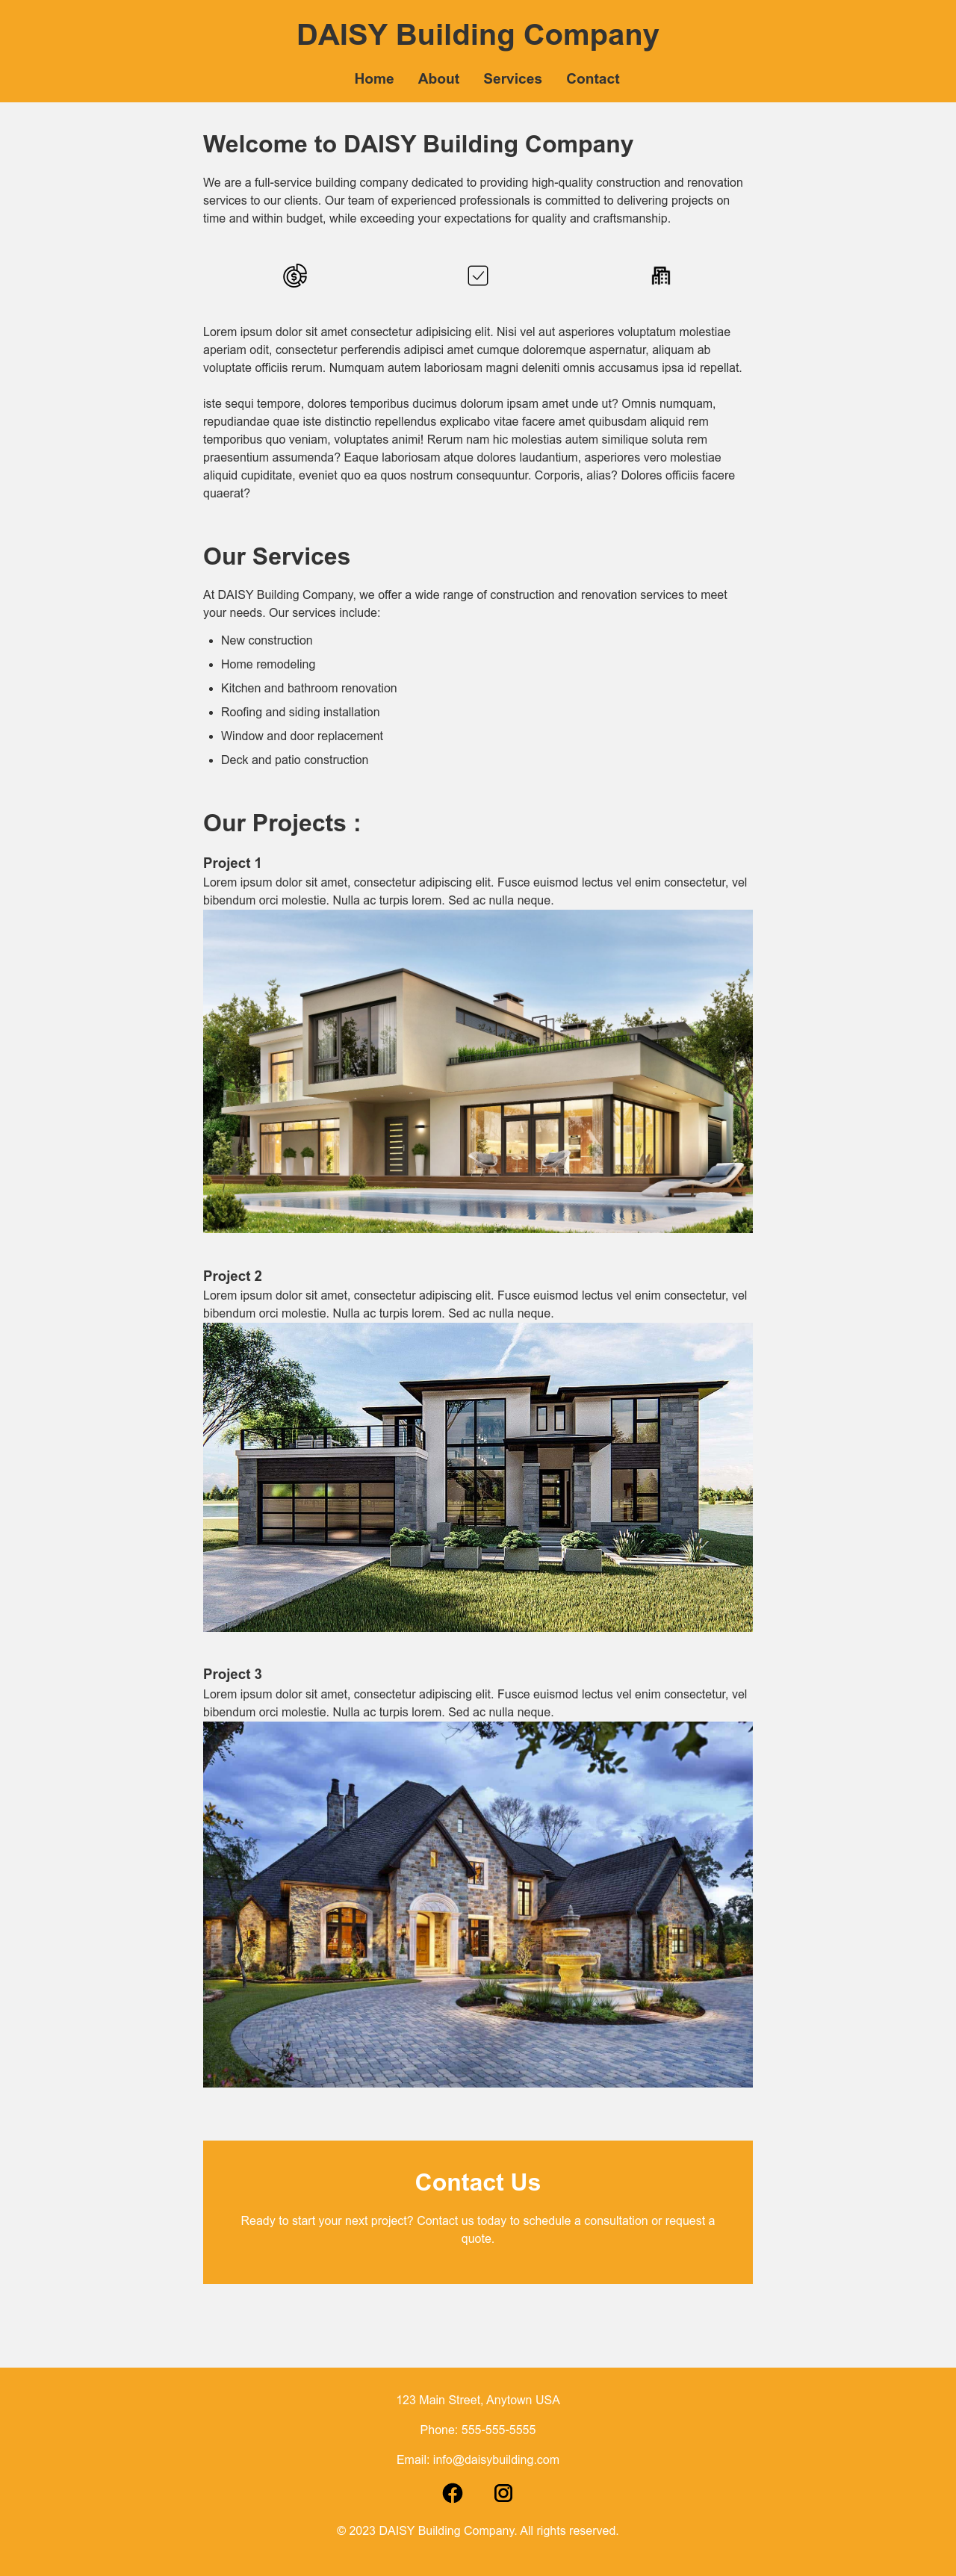 DAISY Building Company
Home About Services Contact
Welcome to DAISY Building Company
We are a full-service building company dedicated to providing high-quality construction and renovation
services to our clients. Our team of experienced professionals is committed to delivering projects on
time and within budget, while exceeding your expectations for quality and craftsmanship.
Lorem ipsum dolor sit amet consectetur adipisicing elit. Nisi vel aut asperiores voluptatum molestiae
aperiam odit, consectetur perferendis adipisci amet cumque doloremque aspernatur, aliquam ab
voluptate officiis rerum. Numquam autem laboriosam magni deleniti omnis accusamus ipsa id repellat.
iste sequi tempore, dolores temporibus ducimus dolorum ipsam amet unde ut? Omnis numquam,
repudiandae quae iste distinctio repellendus explicabo vitae facere amet quibusdam aliquid rem
temporibus quo veniam, voluptates animi! Rerum nam hic molestias autem similique soluta rem
praesentium assumenda? Eaque laboriosam atque dolores laudantium, asperiores vero molestiae
aliquid cupiditate, eveniet quo ea quos nostrum consequuntur. Corporis, alias? Dolores officiis facere
quaerat?
Our Services
At DAISY Building Company, we offer a wide range of construction and renovation services to meet
your needs. Our services include:
• New construction
• Home remodeling
• Kitchen and bathroom renovation
• Roofing and siding installation
• Window and door replacement
• Deck and patio construction
Our Projects :
Project 1
Lorem ipsum dolor sit amet, consectetur adipiscing elit. Fusce euismod lectus vel enim consectetur, vel
bibendum orci molestie. Nulla ac turpis lorem. Sed ac nulla neque.
Project 2
Lorem ipsum dolor sit amet, consectetur adipiscing elit. Fusce euismod lectus vel enim consectetur, vel
bibendum orci molestie. Nulla ac turpis lorem. Sed ac nulla neque.
Project 3
Lorem ipsum dolor sit amet, consectetur adipiscing elit. Fusce euismod lectus vel enim consectetur, vel
bibendum orci molestie. Nulla ac turpis lorem. Sed ac nulla neque.
Contact Us
Ready to start your next project? Contact us today to schedule a consultation or request a
quote.
123 Main Street, Anytown USA
Phone: 555-555-5555
Email: info@daisybuilding.com
© 2023 DAISY Building Company. All rights reserved.